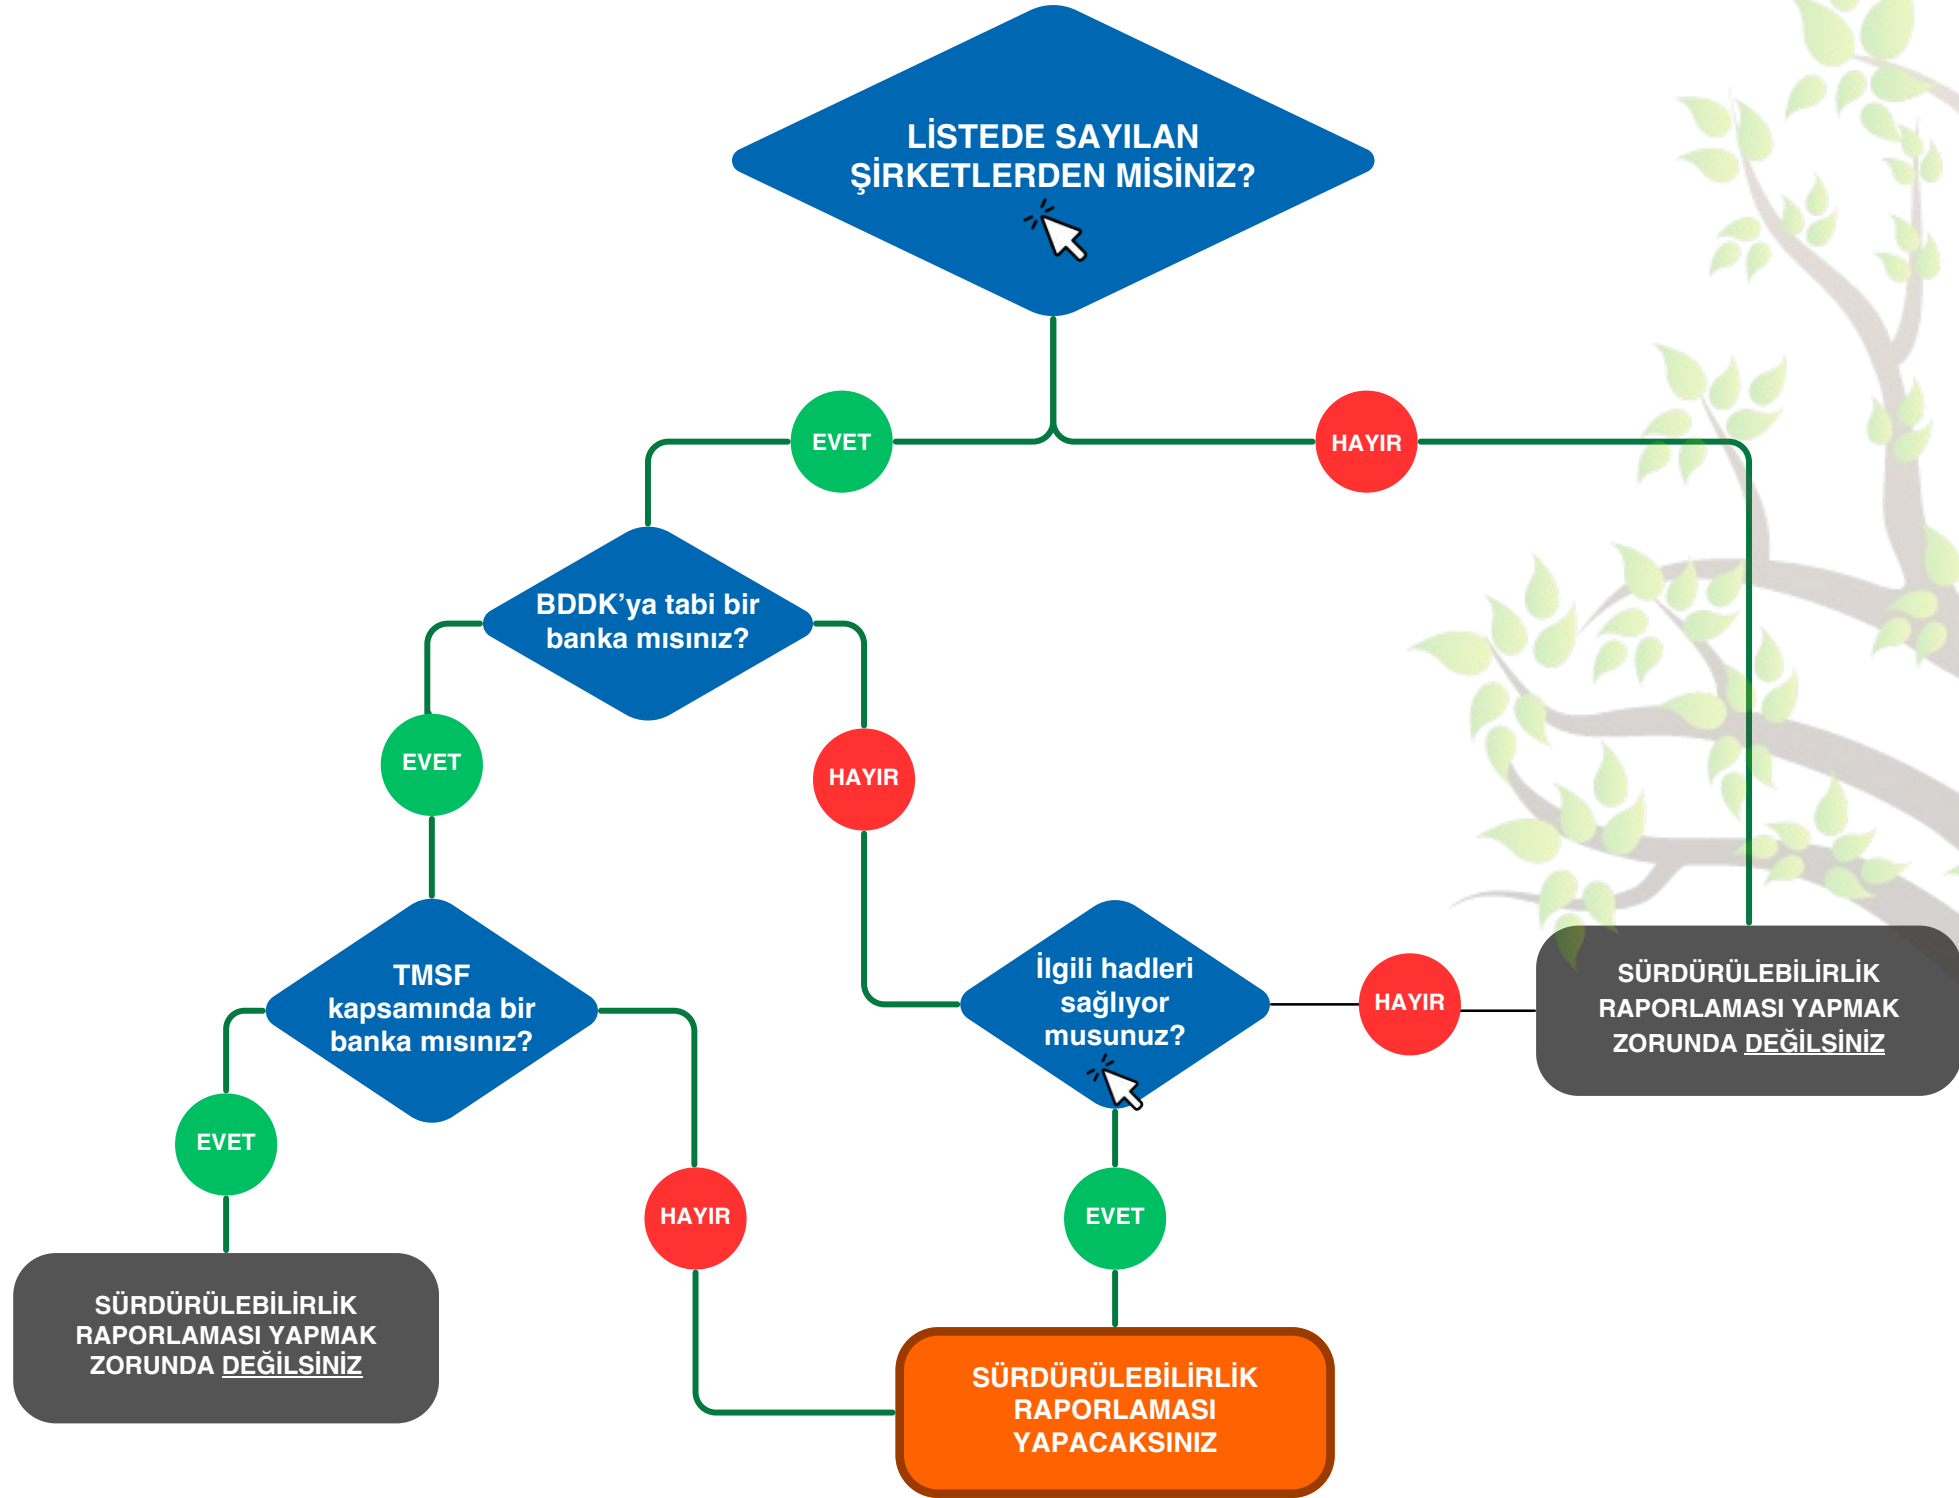 LİSTEDE SAYILAN
ŞİRKETLERDEN MİSİNİZ?
EVET
HAYIR
BDDK’ya tabi bir
banka mısınız?
EVET
HAYIR
TMSF
kapsamında bir
banka mısınız?
İlgili hadleri
sağlıyor
musunuz?
HAYIR
SÜRDÜRÜLEBİLİRLİK
RAPORLAMASI YAPMAK
ZORUNDA DEĞİLSİNİZ
EVET
HAYIR
EVET
SÜRDÜRÜLEBİLİRLİK
RAPORLAMASI YAPMAK
ZORUNDA DEĞİLSİNİZ
SÜRDÜRÜLEBİLİRLİK
RAPORLAMASI
YAPACAKSINIZ